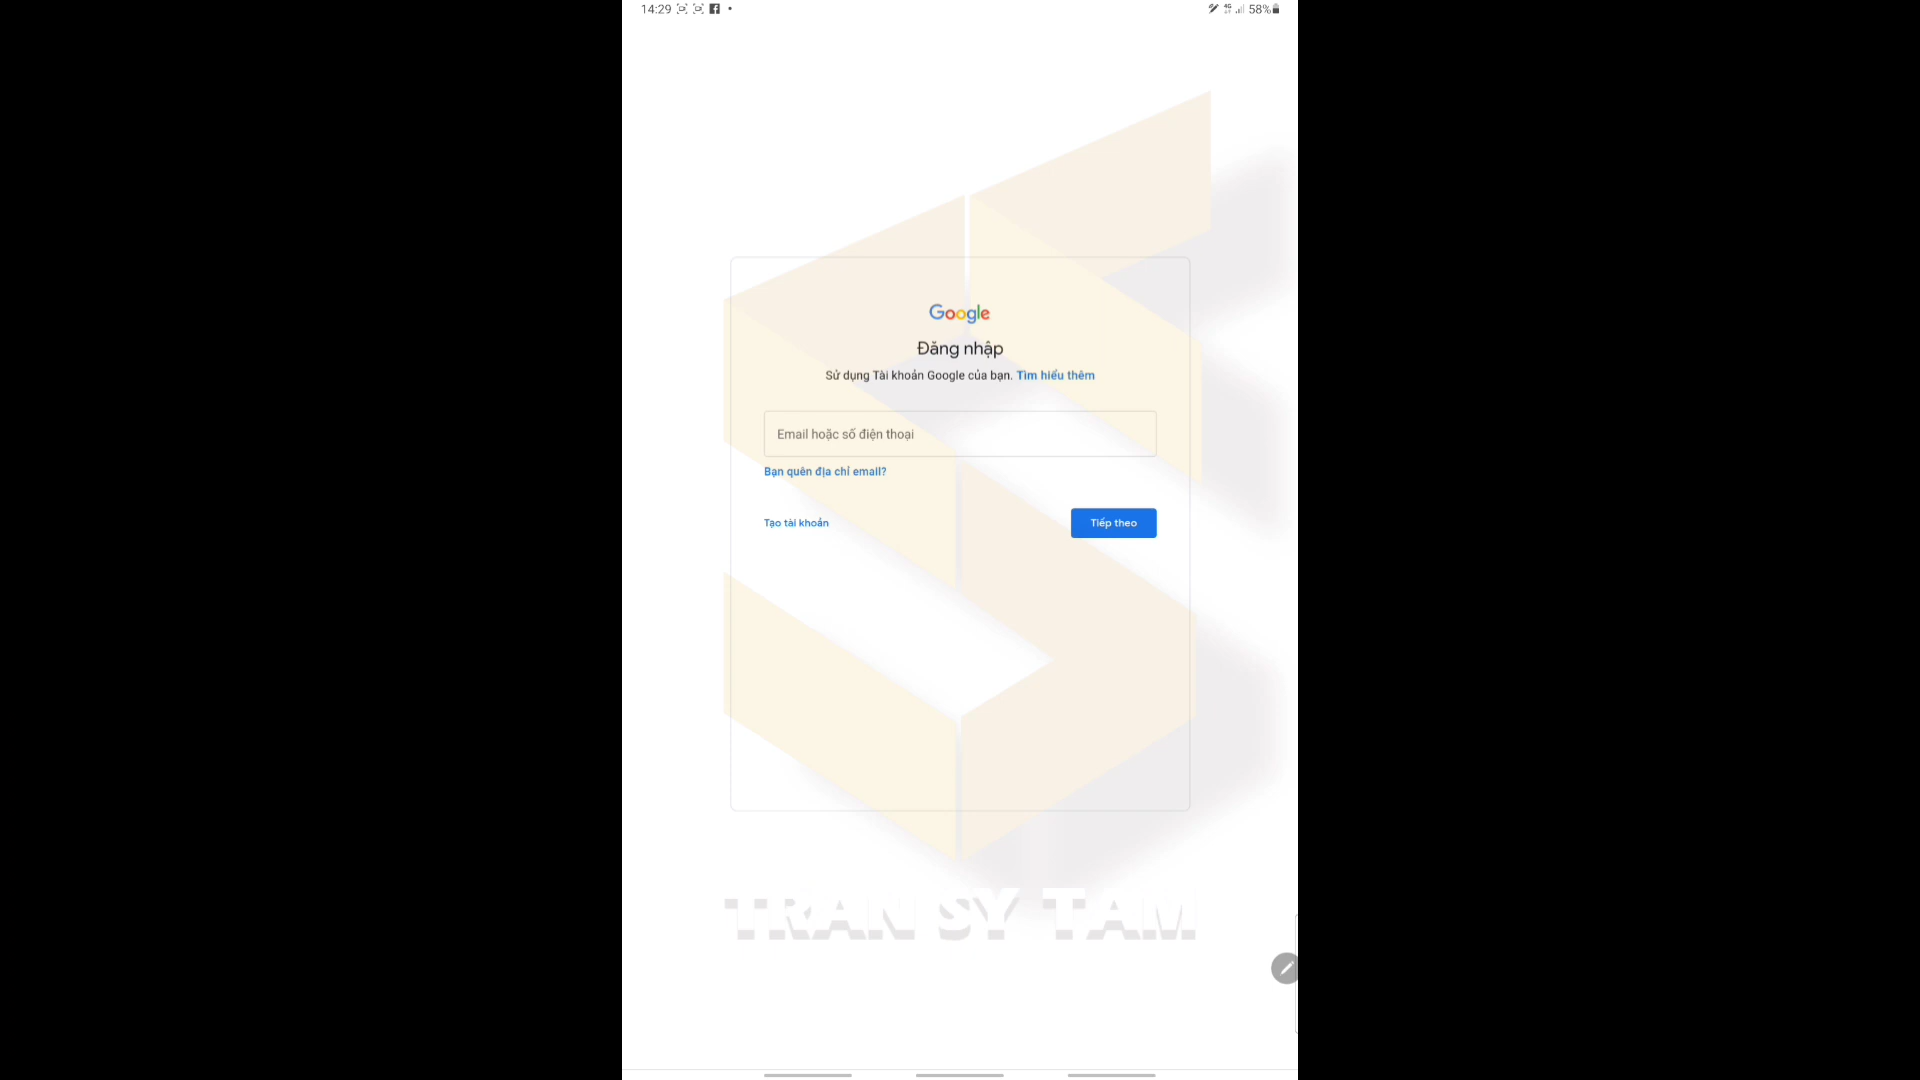 14:29
4G
58%
Google
Đăng nhập
Sử dụng Tài khoản Google của bạn. Tìm hiểu thêm
Email hoặc số điện thoại
Bạn quên địa chỉ email?
Tạo tài khoản
Tiếp theo
TRAN SY TAM